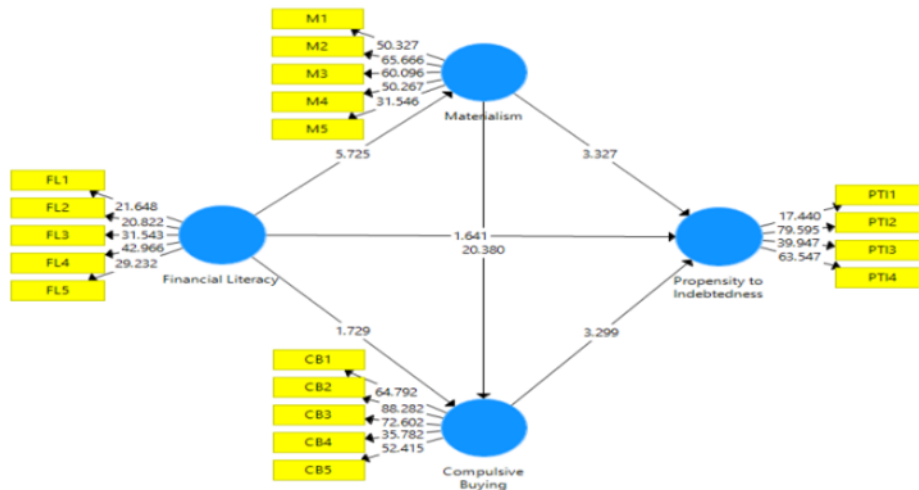 M1
50.327
M2
65.666
M3
60.096
M4
50.267
31.546
M5
Materialism
5.725
3.327
FL1
21.648
FL2
20.822
FL3
31.543
FL4
42.966
FL5
29.232
Financial Literacy
1.641
20.380
PTI1
17.440
PTI2
79.595
39.947
PTI3
63.547
PTI4
Propensity to
Indebtedness
1.729
3.299
CB1
64.792
CB2
88.282
CB3
72.602
35.782
CB4
52.415
CB5
Compulsive
Buying